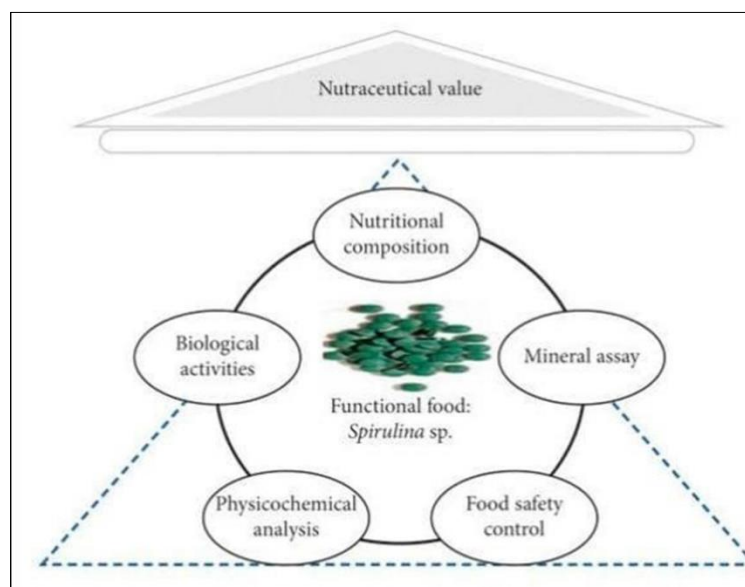 Nutraceutical value
Nutritional
composition
Biological
activities
Mineral assay
Functional food:
Spirulina sp.
Physicochemical
analysis
Food safety
control